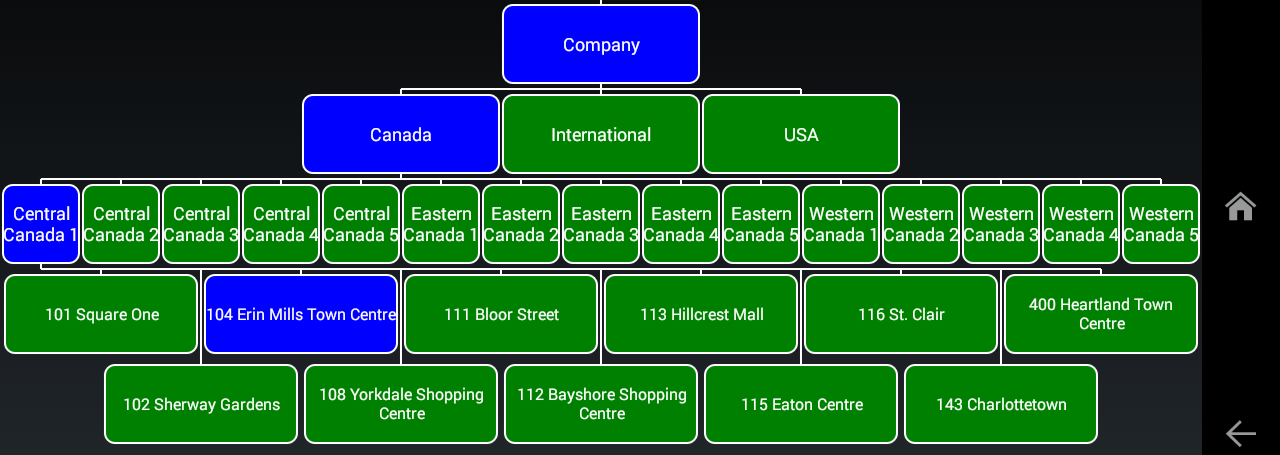 Company
Canada
International
USA
Central
Canada 1
Central
Canada 2
Central
Canada 3
Central
Canada 4
Central
Canada 5
Eastern
Canada 1
Eastern
Canada 2
Eastern
Canada 3
Eastern
Canada 4
Eastern
Canada 5
Western
Canada 1
Western
Canada 2
Western
Canada 3
Western
Canada 4
Western
Canada 5
101 Square One
104 Erin Mills Town Centre
111 Bloor Street
113 Hillcrest Mall
116 St. Clair
400 Heartland Town
Centre
102 Sherway Gardens
108 Yorkdale Shopping
Centre
112 Bayshore Shopping
Centre
115 Eaton Centre
143 Charlottetown